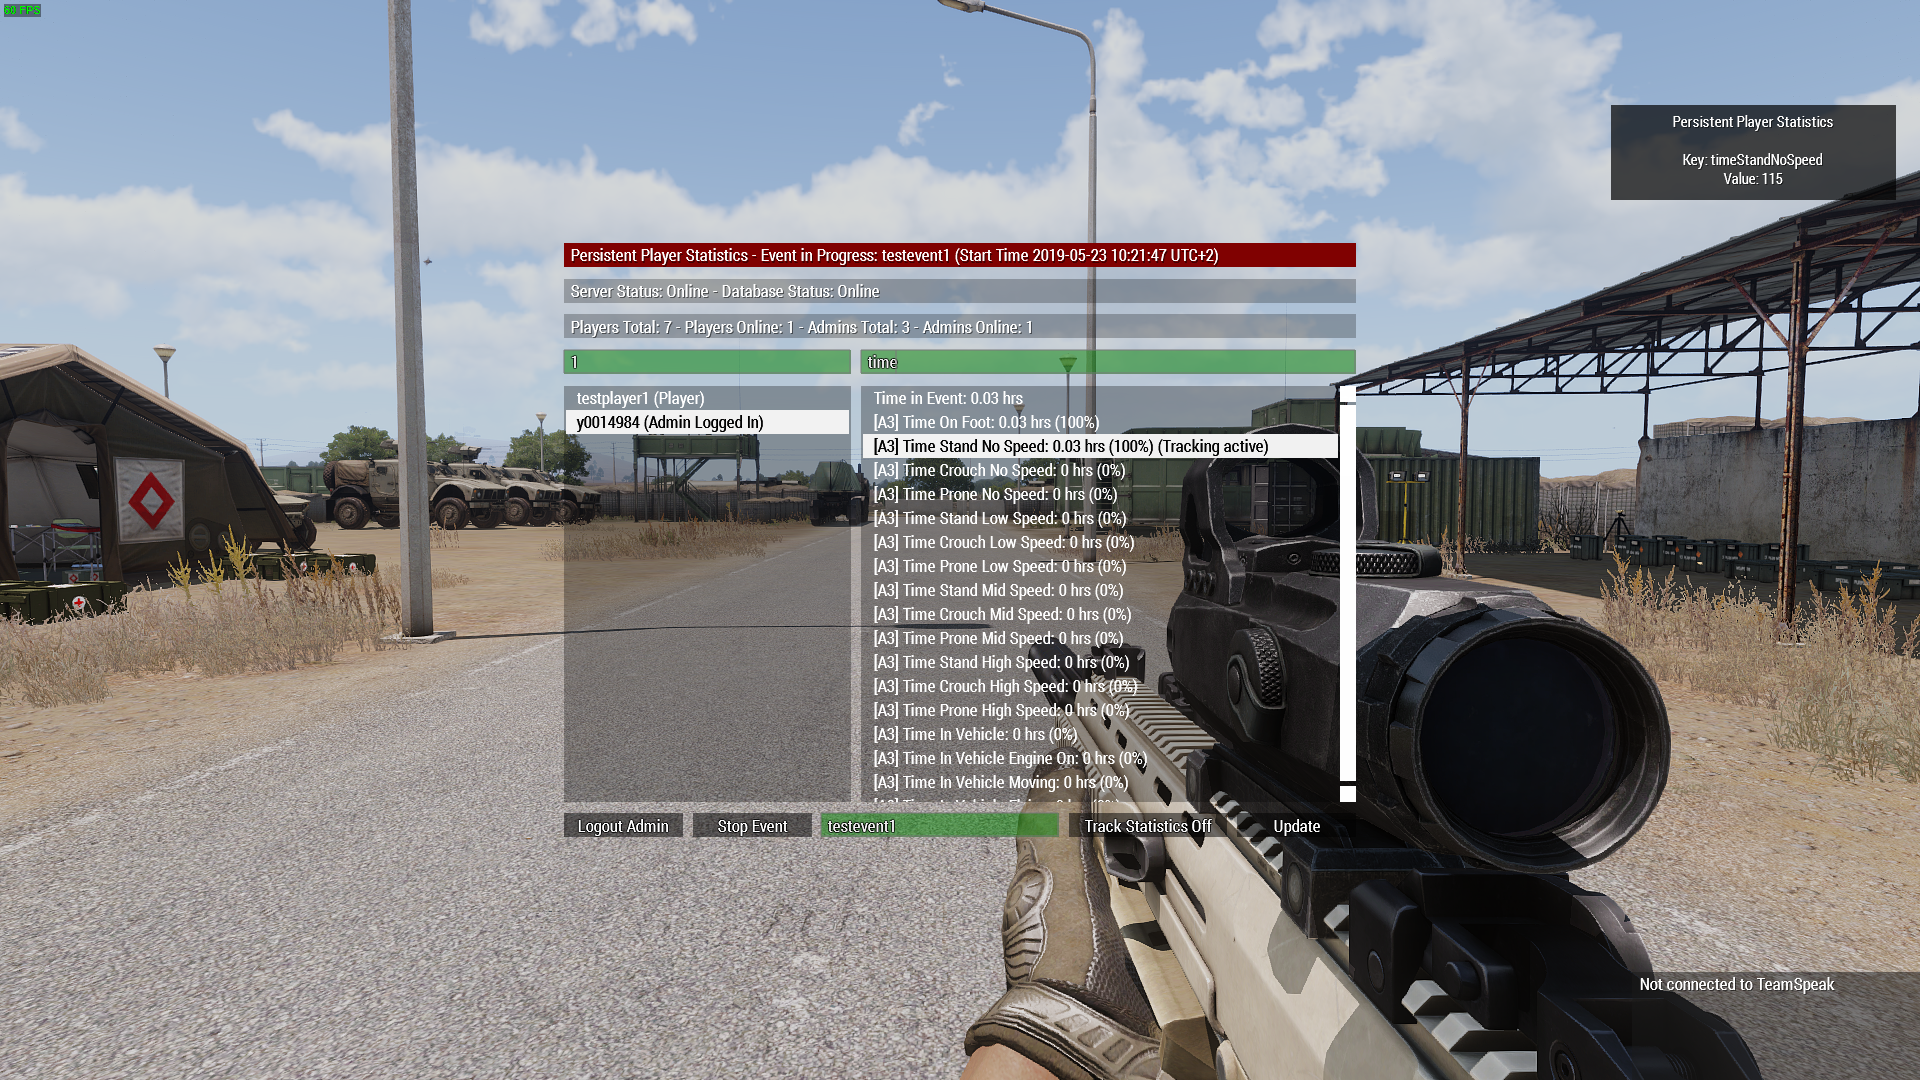 60 FPS
Persistent Player Statistics
Key: timeStandNoSpeed
Value: 115
Persistent Player Statistics - Event in Progress: testevent1 (Start Time 2019-05-23 10:21:47 UTC+2)
Server Status: Online - Database Status: Online
Players Total: 7 - Players Online: 1 - Admins Total: 3 - Admins Online: 1
1
time
testplayer1 (Player)
y0014984 (Admin Logged In)
Time in Event: 0.03 hrs
[A3] Time On Foot: 0.03 hrs (100%)
[A3] Time Stand No Speed: 0.03 hrs (100%) (Tracking active)
[A3] Time Crouch No Speed: 0 hrs (0%)
[A3] Time Prone No Speed: 0 hrs (0%)
[A3] Time Stand Low Speed: 0 hrs (0%)
[A3] Time Crouch Low Speed: 0 hrs (0%)
[A3] Time Prone Low Speed: 0 hrs (0%)
[A3] Time Stand Mid Speed: 0 hrs (0%)
[A3] Time Crouch Mid Speed: 0 hrs (0%)
[A3] Time Prone Mid Speed: 0 hrs (0%)
[A3] Time Stand High Speed: 0 hrs (0%)
[A3] Time Crouch High Speed: 0 hrs (0%)
[A3] Time Prone High Speed: 0 hrs (0%)
[A3] Time In Vehicle: 0 hrs (0%)
[A3] Time In Vehicle Engine On: 0 hrs (0%)
[A3] Time In Vehicle Moving: 0 hrs (0%)
Logout Admin
Stop Event
testevent1
Track Statistics Off
Update
Not connected to TeamSpeak